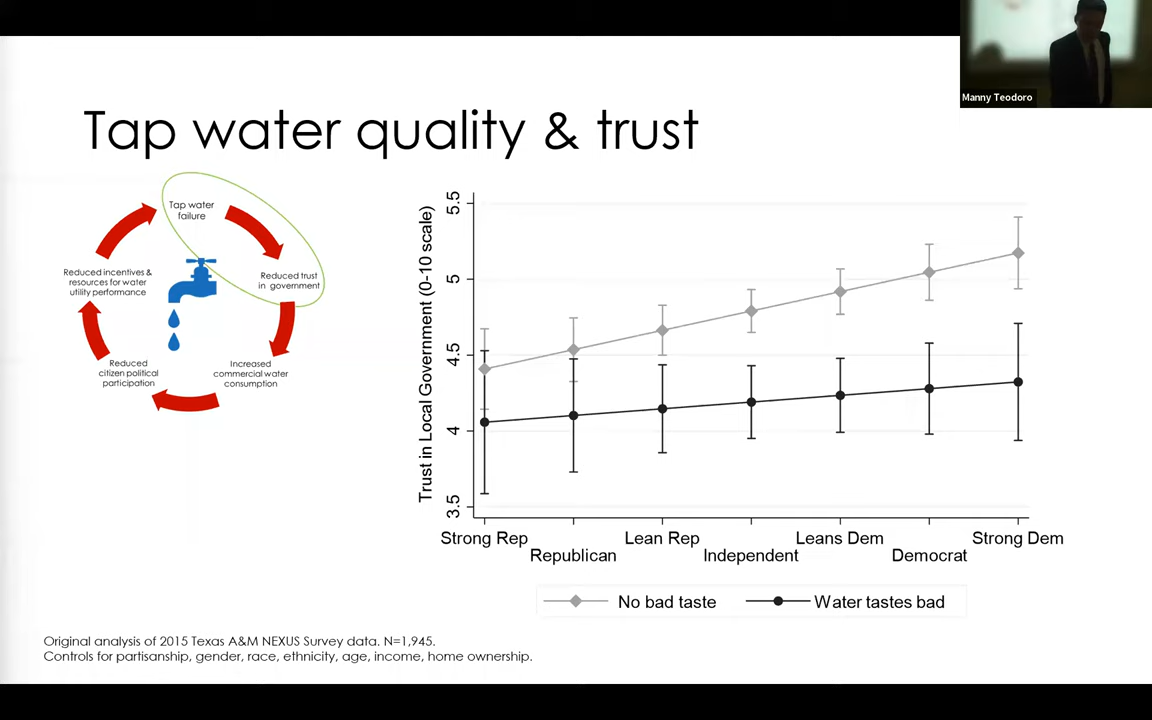 Manny Teodoro
Tap water quality & trust
Tap water
failure
Reduced trust
in government
Increased
commercial water
consumption
Reduced
citizen political
participation
Reduced incentives &
resources for water
utility performance
Trust in Local Government (0-10 scale)
5.5
5
4.5
4
3.5
Strong Rep
Republican
Lean Rep
Independent
Leans Dem
Democrat
Strong Dem
No bad taste
Water tastes bad
Original analysis of 2015 Texas A&M NEXUS Survey data. N=1,945.
Controls for partisanship, gender, race, ethnicity, age, income, home ownership.